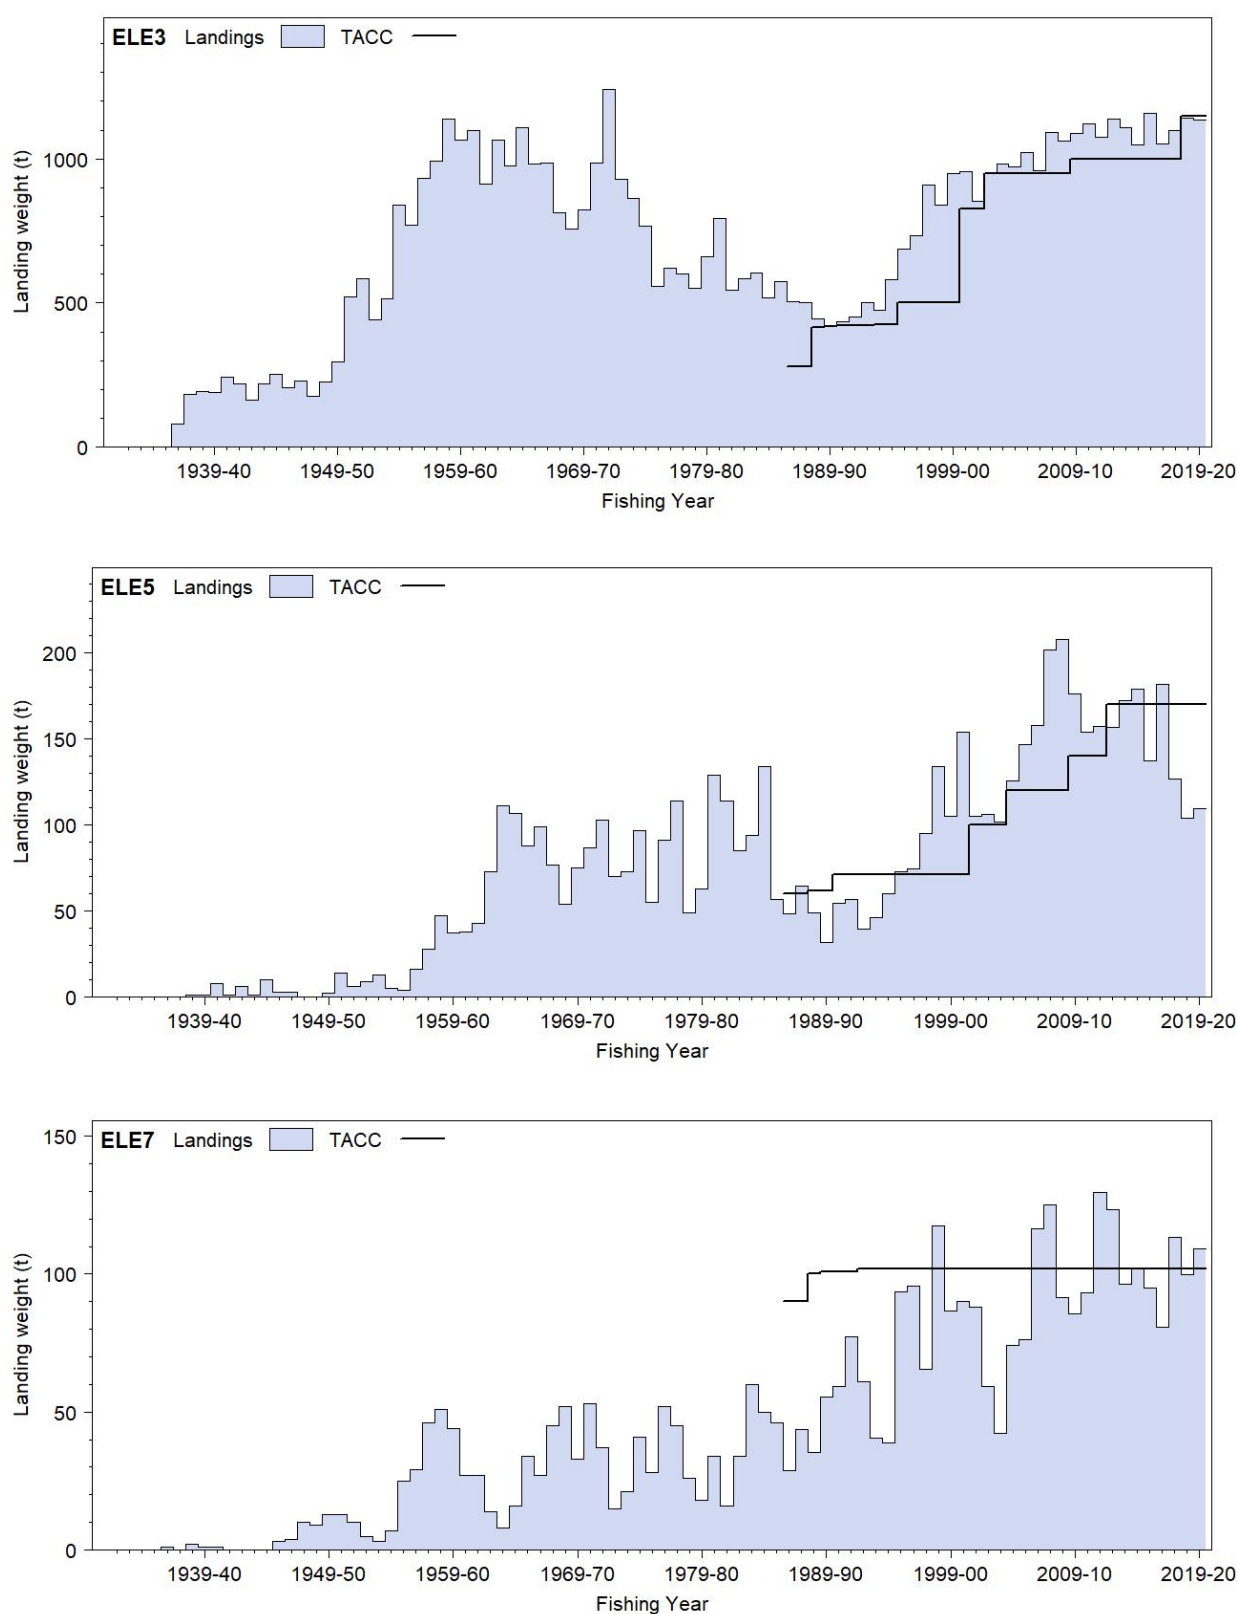 ELE3 Landings TACC
Landing weight (t)
1000
500
0
1939-40 1949-50 1959-60 1969-70 1979-80 1989-90 1999-00 2009-10 2019-20
Fishing Year
ELE5 Landings TACC
Landing weight (t)
200
150
100
50
0
1939-40 1949-50 1959-60 1969-70 1979-80 1989-90 1999-00 2009-10 2019-20
Fishing Year
ELE7 Landings TACC
Landing weight (t)
150
100
50
0
1939-40 1949-50 1959-60 1969-70 1979-80 1989-90 1999-00 2009-10 2019-20
Fishing Year